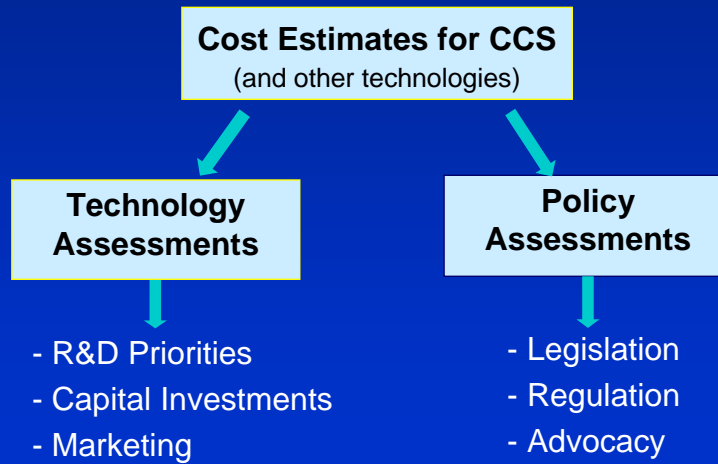 Cost Estimates for CCS
(and other technologies)
Technology
Assessments
- R&D Priorities
- Capital Investments
- Marketing
Policy
Assessments
- Legislation
- Regulation
- Advocacy